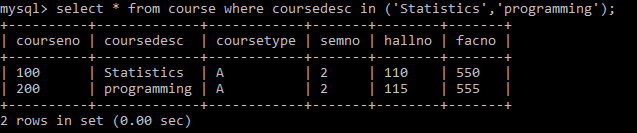 mysql> select * from course where coursedesc in ('Statistics','programming');
+----------+-------------+------------+-------+--------+-------+
| courseno | coursedesc  | coursetype | semno | hallno | facno |
+----------+-------------+------------+-------+--------+-------+
| 100      | Statistics  | A          | 2     | 110    | 550   |
| 200      | programming | A          | 2     | 115    | 555   |
+----------+-------------+------------+-------+--------+-------+
2 rows in set (0.00 sec)